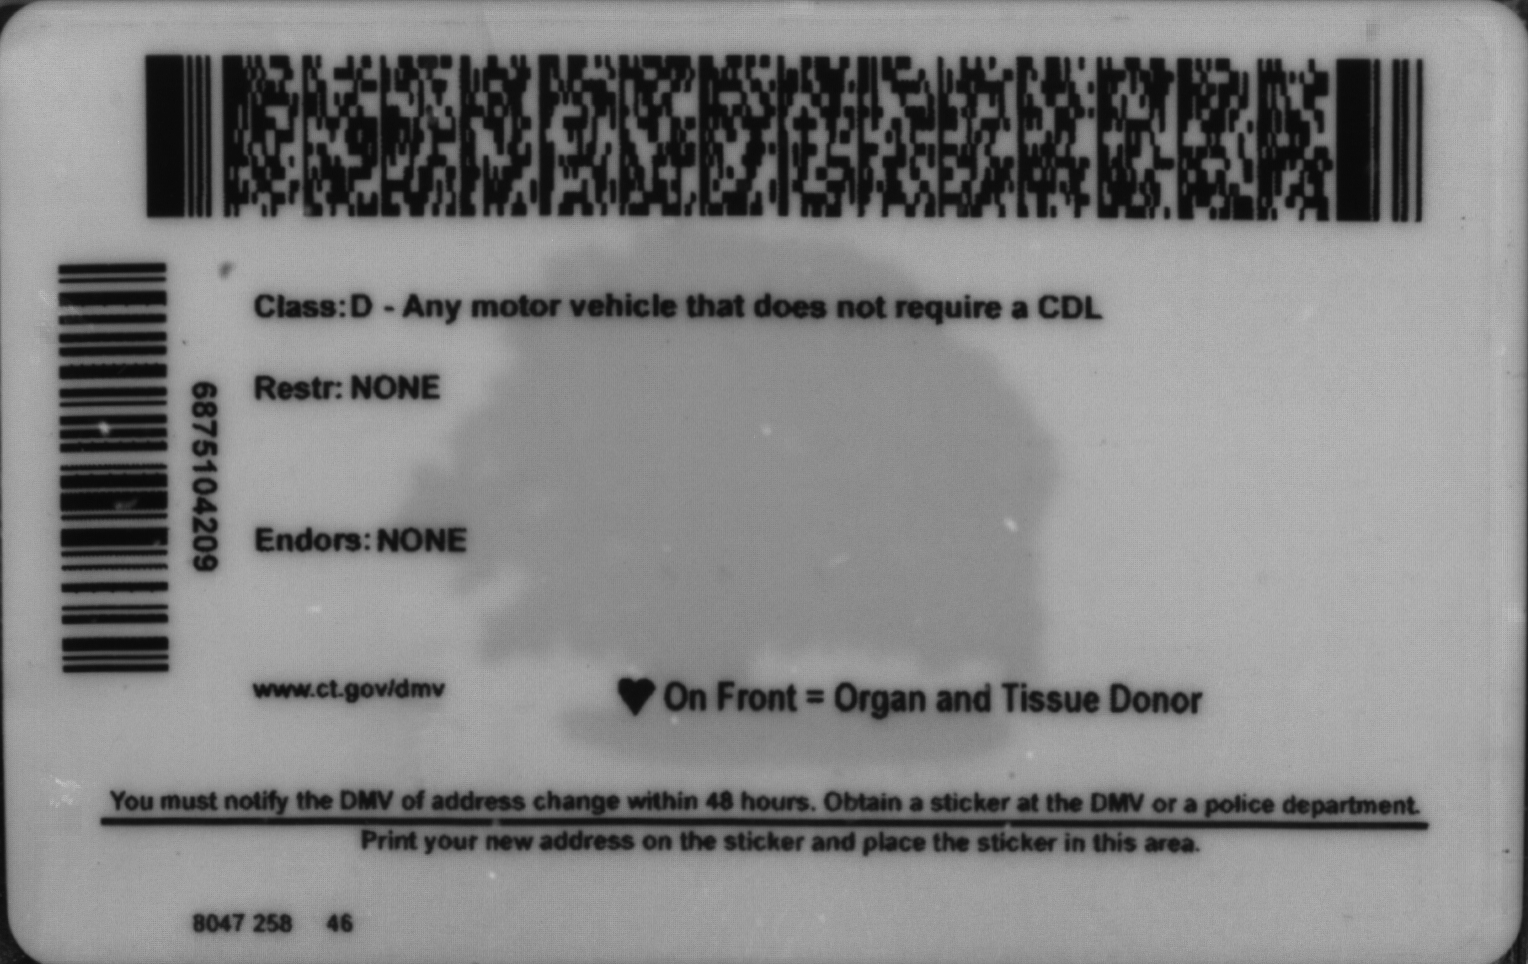 Class: D - Any motor vehicle that does not require a CDL
Restr: NONE
6875104209
Endors: NONE
www.ct.gov/dmv
♥ On Front = Organ and Tissue Donor
You must notify the DMV of address change within 48 hours. Obtain a sticker at the DMV or a police department.
Print your new address on the sticker and place the sticker in this area.
8047 258 46